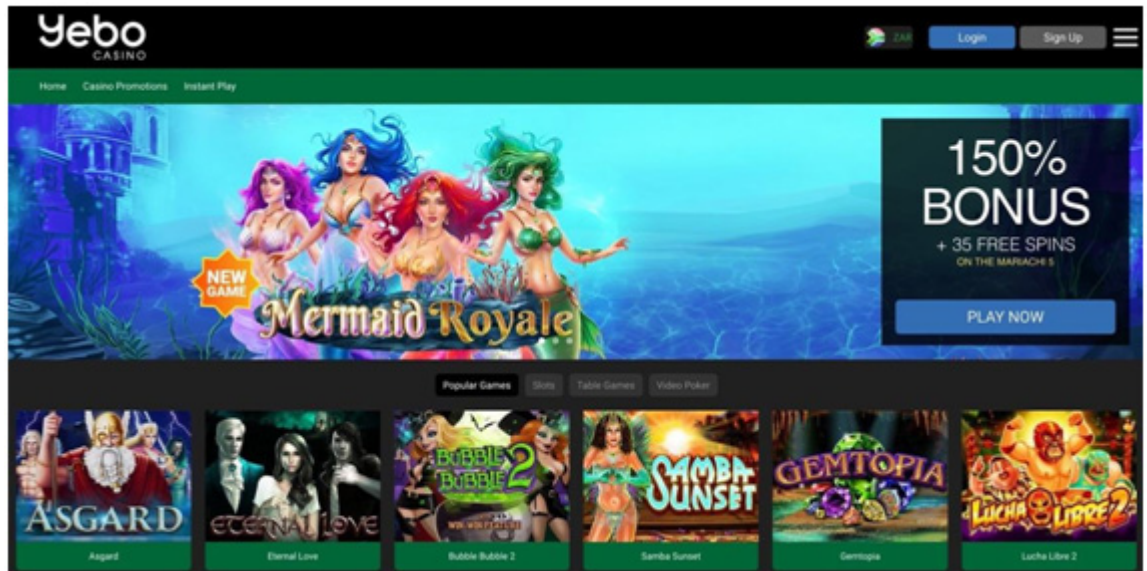 Yebo
CASINO
ZAR
Login
Sign Up
Home
Casino Promotions
Instant Play
150%
BONUS
+ 35 FREE SPINS
ON THE MARIACHI 5
PLAY NOW
NEW
GAME
Mermaid Royale
Popular Games
Slots
Table Games
Video Poker
ASGARD
ETERNAL LOVE
BUBBLE
BUBBLE 2
WIN-WIN FEATURE
SAMBA
SUNSET
GEMTOPIA
LUCHA LIBRE 2
Asgard
Eternal Love
Bubble Bubble 2
Samba Sunset
Gemtopia
Lucha Libre 2